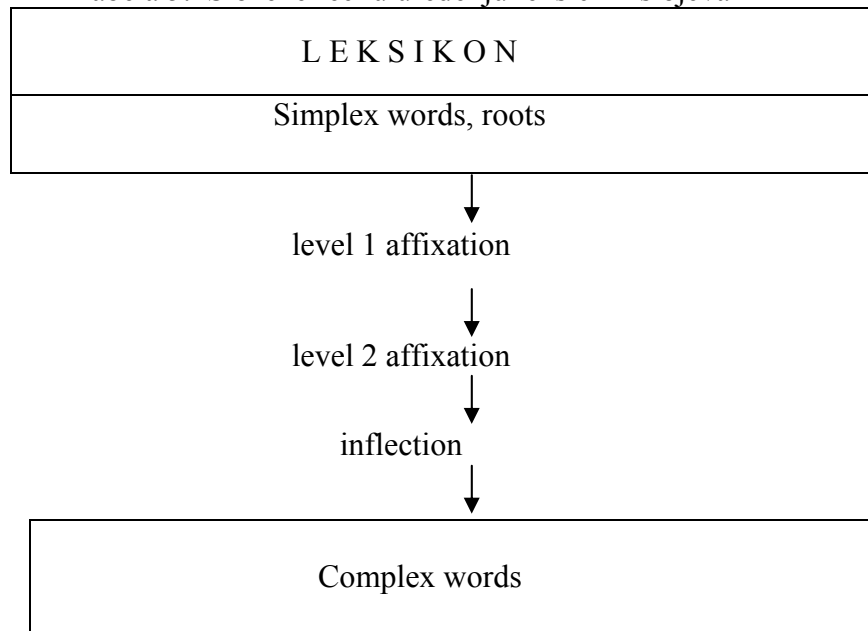 L E K S I K O N
Simplex words, roots
level 1 affixation
level 2 affixation
inflection
Complex words